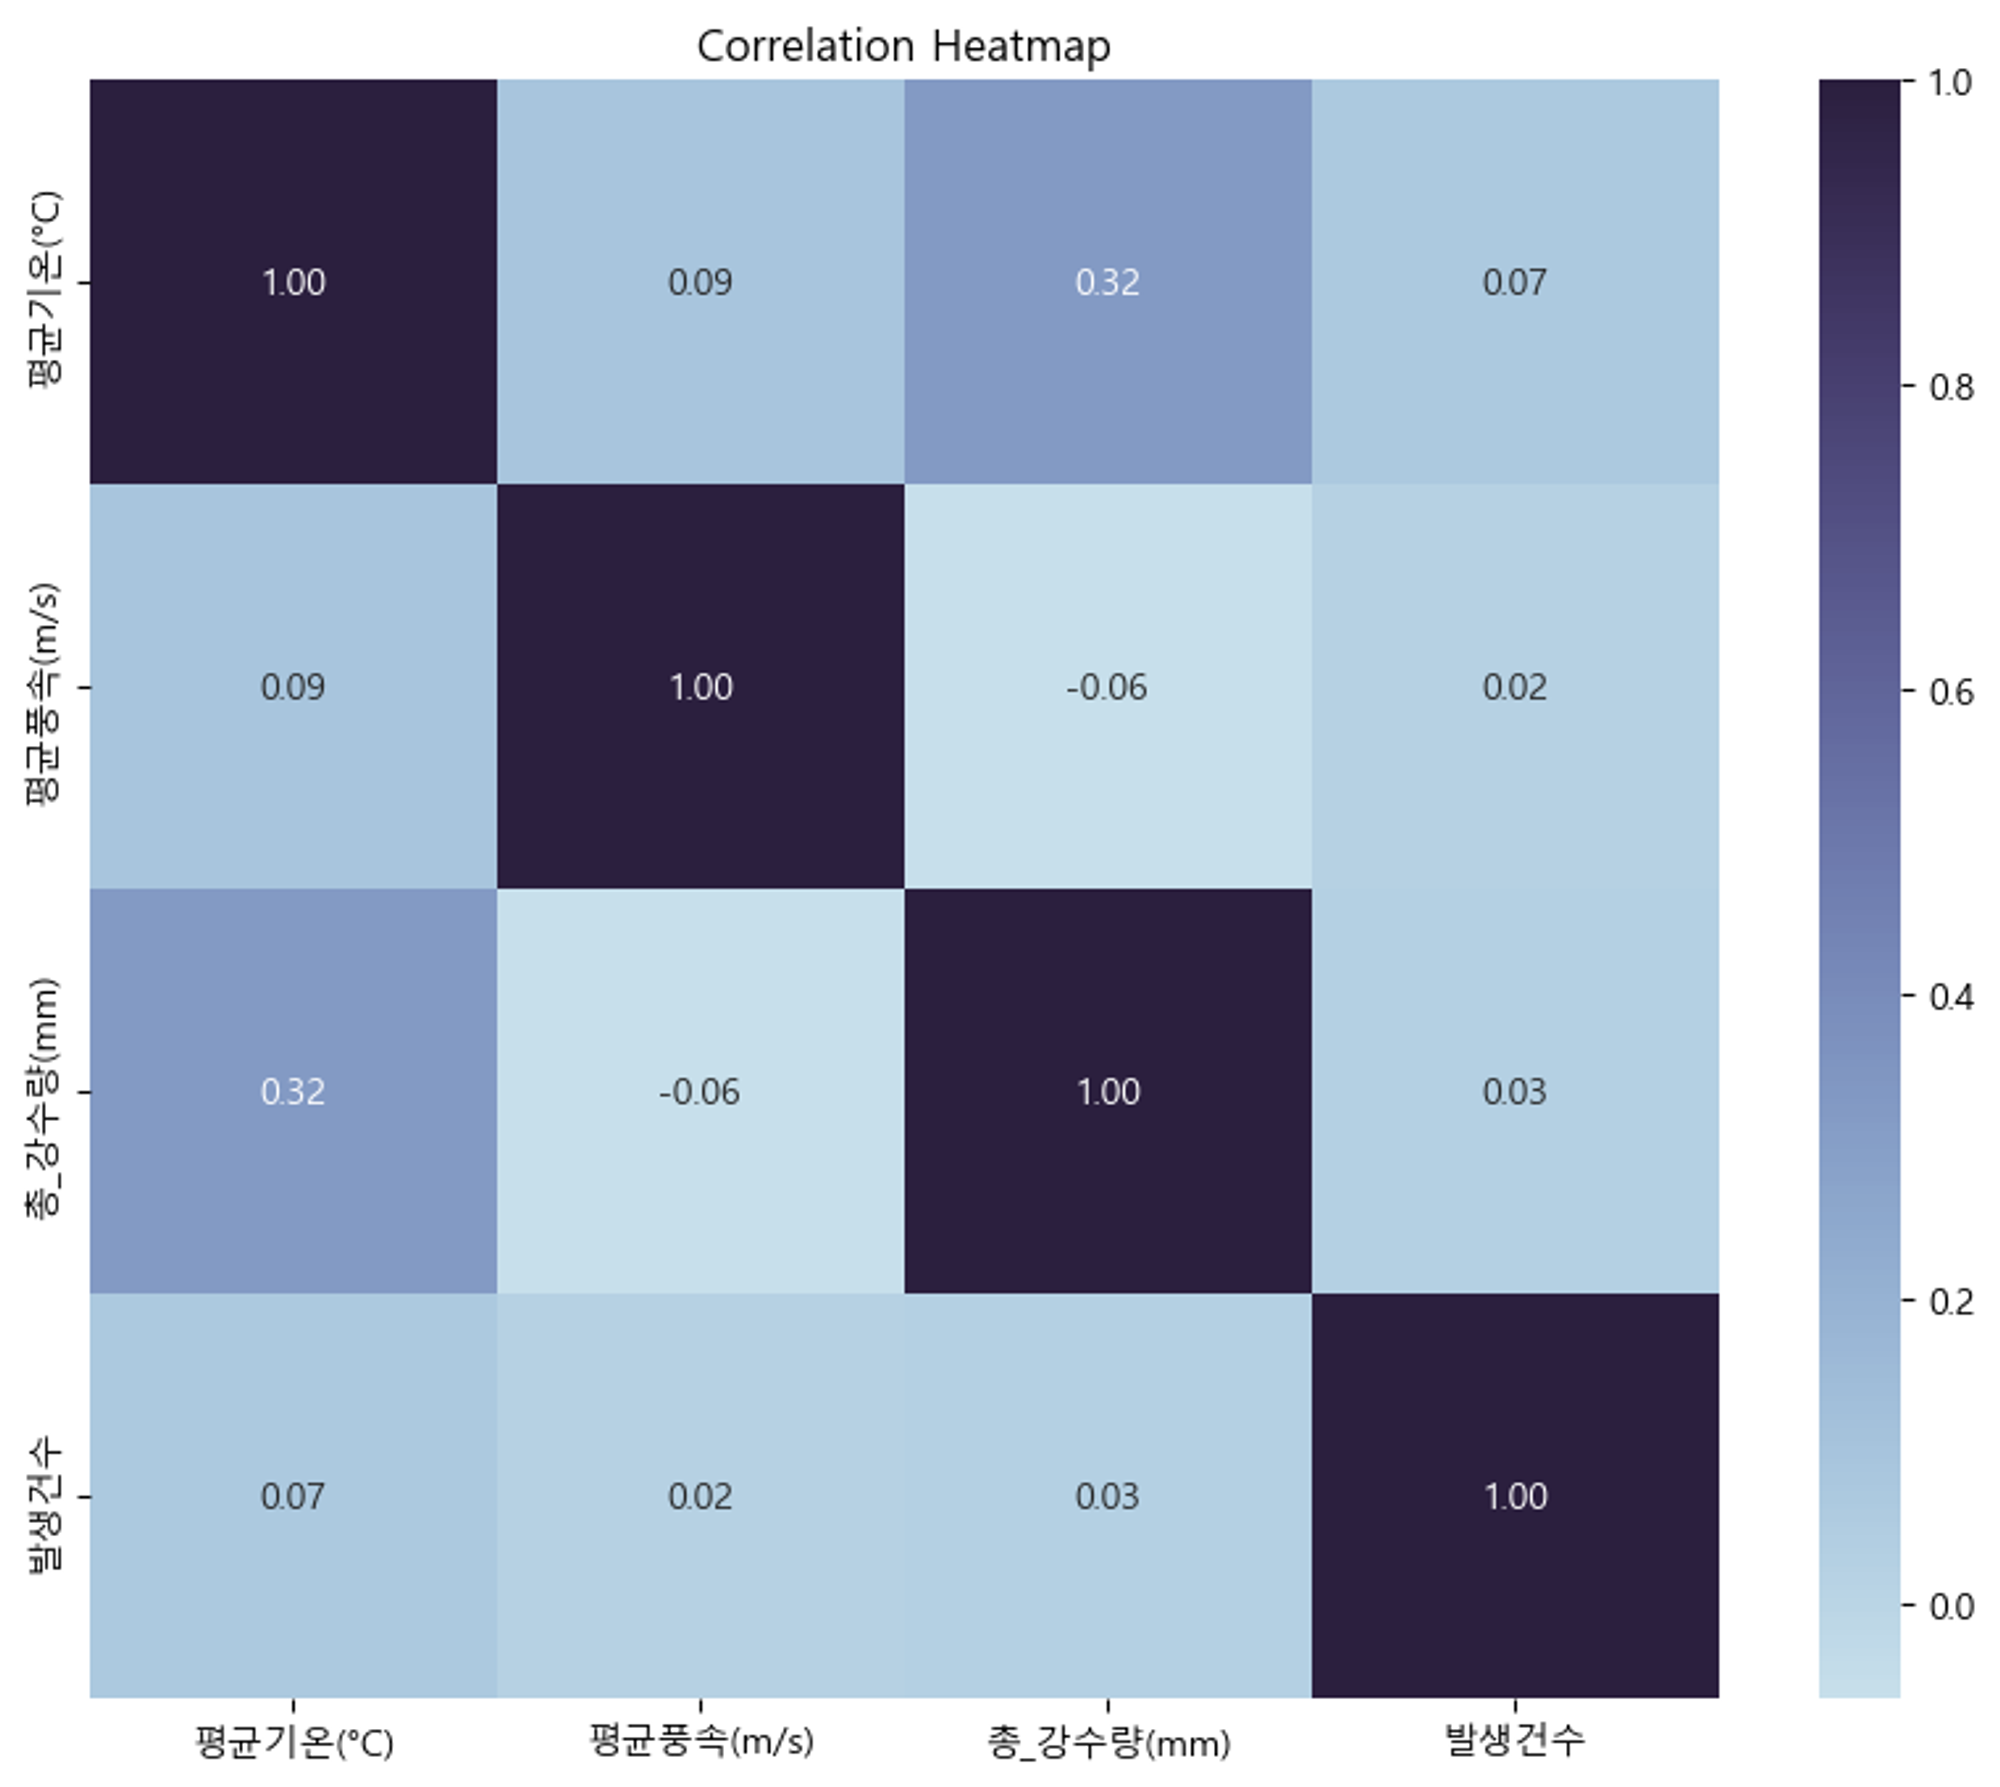 Correlation Heatmap
평균기온(°C)
1.00 0.09 0.32 0.07
평균풍속(m/s)
0.09 1.00 -0.06 0.02
총_강수량(mm)
0.32 -0.06 1.00 0.03
발생건수
0.07 0.02 0.03 1.00
평균기온(°C) 평균풍속(m/s) 총_강수량(mm) 발생건수
1.0
0.8
0.6
0.4
0.2
0.0